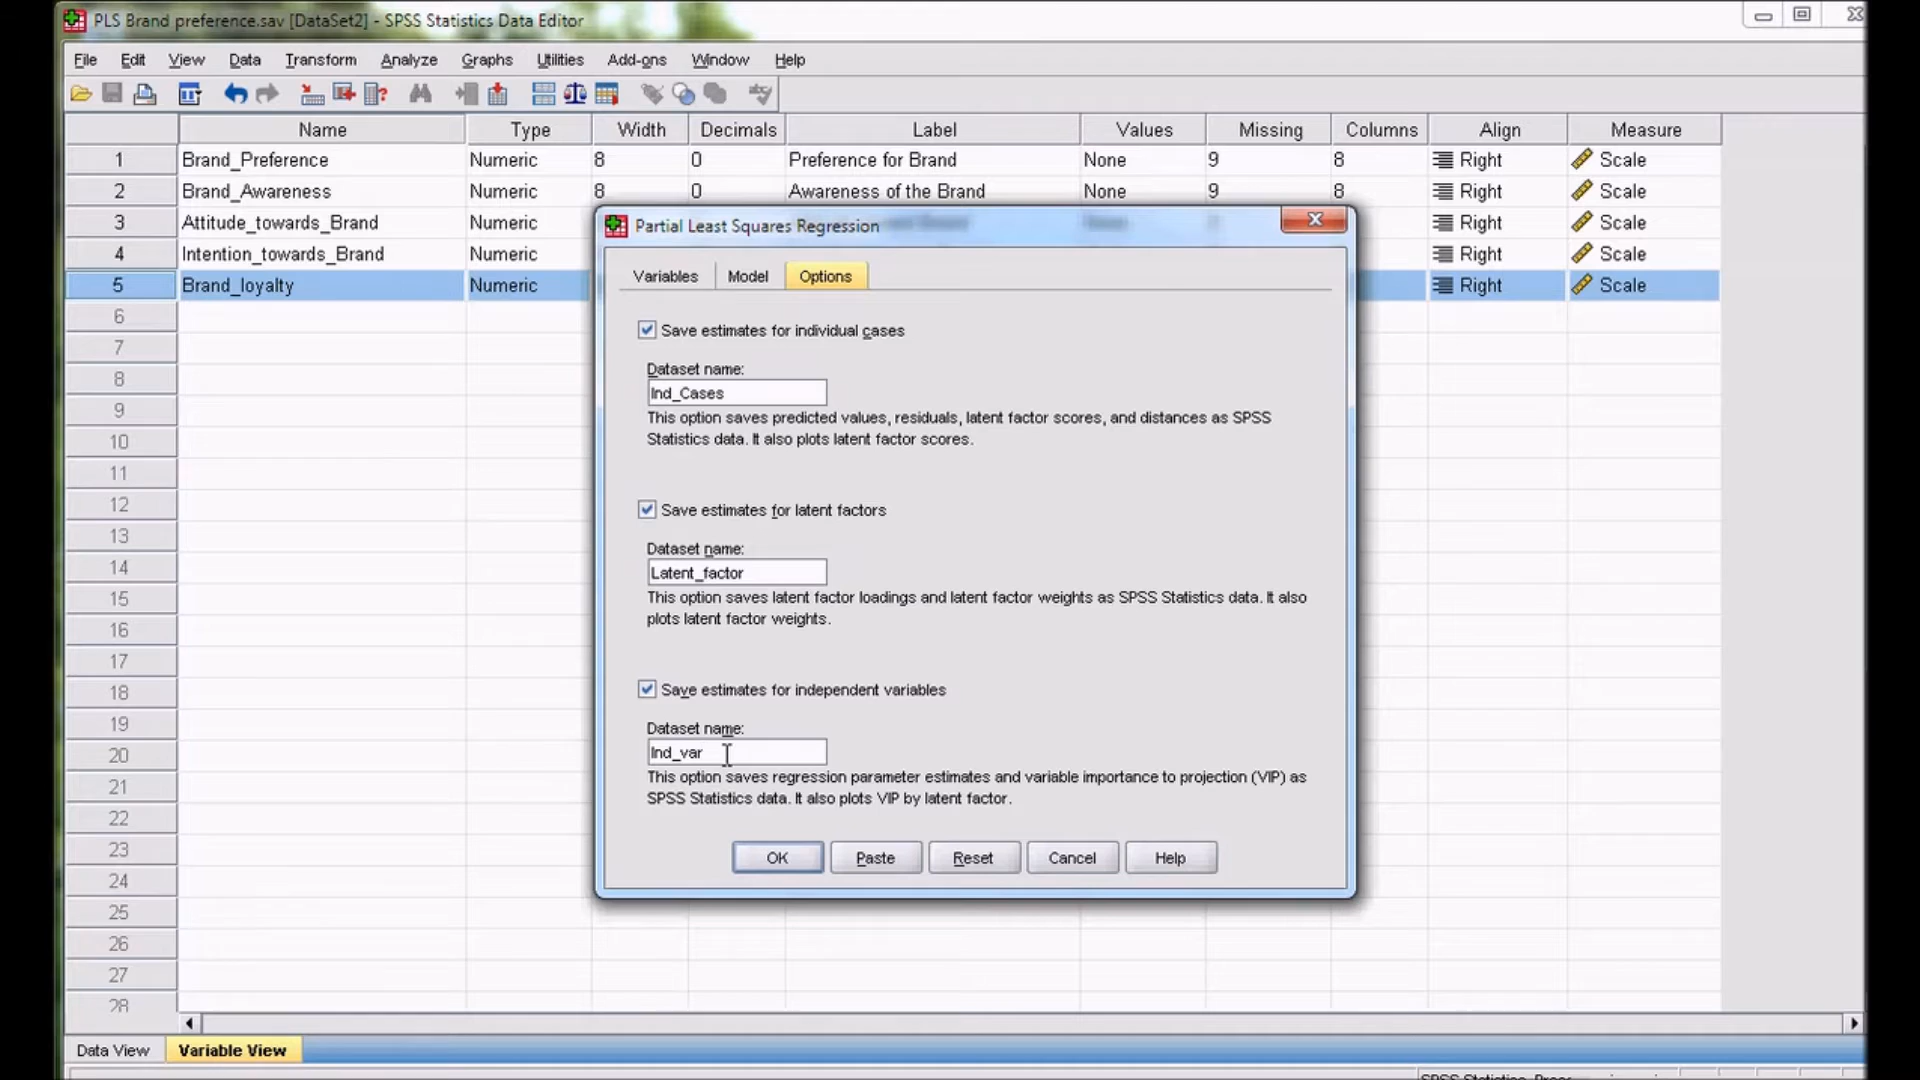 PLS Brand preference.sav [DataSet2] - SPSS Statistics Data Editor
File Edit View Data Transform Analyze Graphs Utilities Add-ons Window Help
Name Type Width Decimals Label Values Missing Columns Align Measure
1 Brand_Preference Numeric 8 0 Preference for Brand None 9 8 Right Scale
2 Brand_Awareness Numeric 8 0 Awareness of the Brand None 9 8 Right Scale
3 Attitude_towards_Brand Numeric Right Scale
4 Intention_towards_Brand Numeric Right Scale
5 Brand_loyalty Numeric Right Scale
6
7
8
9
10
11
12
13
14
15
16
17
18
19
20
21
22
23
24
25
26
27
28
Partial Least Squares Regression
Variables Model Options
Save estimates for individual cases
Dataset name:
Ind_Cases
This option saves predicted values, residuals, latent factor scores, and distances as SPSS
Statistics data. It also plots latent factor scores.
Save estimates for latent factors
Dataset name:
Latent_factor
This option saves latent factor loadings and latent factor weights as SPSS Statistics data. It also
plots latent factor weights.
Save estimates for independent variables
Dataset name:
Ind_var
This option saves regression parameter estimates and variable importance to projection (VIP) as
SPSS Statistics data. It also plots VIP by latent factor.
OK Paste Reset Cancel Help
Data View Variable View